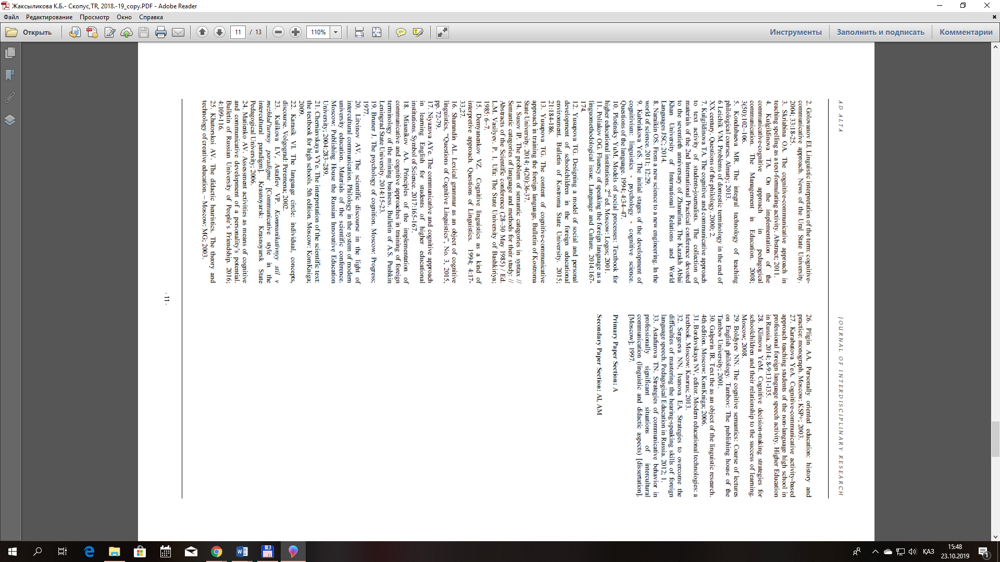 Жаксыликова К.Б.- Скопус,TR, 2018.-19_copy.PDF - Adobe Reader
Файл Редактирование Просмотр Окно Справка
Открыть 11 / 13 110% Инструменты Заполнить и подписать Комментарии
AD ALTA JOURNAL OF INTERDISCIPLINARY RESEARCH
2. Golovanov EI. Linguistic interpretation of the term: cognitive-
communicative approach. News of the Ural State University.
2004; 33:18-25.
3. Skriabina OA. The cognitive-communicative approach in
teaching spelling as a text-formulating activity. Abstract; 2011.
4. Kulgildinova TA. On the implementation of the
communicative-cognitive approach in pedagogical
communication. The Management in Education. 2008;
3(50):102–106.
5. Kondubaeva MR. The integral technology of teaching
philological courses. Almaty; 2013.
6 Leichik VM. Problems of domestic terminology in the end of
XX century. Questions of the philology. 2000; 2.
7. Kulgildinova TA. The cognitive and communicative approach
to text activity of students-journalists. The collection of
materials of the 2nd International Practical conference devoted
to the seventieth anniversary of Zhanalina. The Kazakh Ablai
Khan University of International Relations and World
Languages JSC; 2014.
8. Naraikin OS. From a new science to a new engineering. In the
world of science. 2011; 12:29.
9. Kubriakova YeS. The initial stages of the development of
cognitivism: linguistics - psychology - cognitive science.
Questions of the language. 1994; 4:34–47.
10. Plotinsky YuM. Models of social processes: Textbook for
higher educational institutions. 2nd ed. Moscow: Logos; 2001.
11. Poliakov OG. Fluency of speaking the foreign language as a
linguomethodological issue. Language and Culture. 2014:167-
174.
12. Yusupova TG. Designing a model of social and personal
development of schoolchildren in the foreign educational
environment. Bulletin of Kostroma State University. 2015;
21:184-186.
13. Yusupova TG. The content of cognitive-communicative
approach in training the foreign language, Bulletin of Kostroma
State University. 2014; 4(20):36-37.
14. Susov IP. The problem of semantic categories in syntax //
Semantic categories of language and methods for their study: //
Abstracts of the Scientific conference (28–30 May 1985) / Ed.
L.M. Vasilyev. P. 1. Ufa: The State University of Bashkiriya;
1985: 6–7.
15. Demyanenkov VZ. Cognitive linguistics as a kind of
interpretive approach. Questions of Linguistics. 1994; 4:17-
33,27.
16. Sharandin AL. Lexical grammar as an object of cognitive
linguistics, “Questions of Cognitive Linguistics”, No. 3, 2015,
pp. 72-79.
17. Niyazova AYe. The communicative and cognitive approach
in learning English for students of higher educational
institutions. Symbol of Science. 2017:165-167.
18. Miasnikov AA. Principles of the implementation of
communicative and cognitive approaches in training of foreign
terminology of the mining business. Bulletin of A.S. Pushkin
Leningrad State University. 2014:15-23.
19. Bruner J. The psychology of cognition. Moscow: Progress;
1977.
20. Litvinov AV. The scientific discourse in the light of
intercultural communication. Philology in the system of modern
university education. Materials of the scientific conference.
Moscow: Publishing House the Russian Innovative Education
University; 2004:283–289.
21. Cherniavskaya VYe. The interpretation of the scientific text:
the textbook for high schools. 5th edition. Moscow: KomKniga;
2009.
22. Karasik VI. The language circle: individual, concepts,
discourse. Volgograd: Peremena; 2002.
23. Kulikova LV, Astafiev VP. Kommunikativnyy stil v
mezhkul'turnoy paradigme [Communicative style in the
intercultural paradigm]. Krasnoyarsk: Krasnoyarsk State
Pedagogical University; 2006.
24. Matienko AV. Assessment activities as means of cognitive
and communicative development of a personality’s potential.
Bulletin of Russian University of People’s Friendship. 2016;
4:109-116.
25. Khutorskoi AV. The didactic heuristics. The theory and
technology of creative education. – Moscow: MG; 2003.
26. Pligin AA. Personally oriented education: history and
practice: monograph. Moscow: KSP+; 2003.
27. Karabutova YeA. Cognitive-communicative activity-based
approach teaching students of the non-language high school in
professional foreign language speech activity. Higher Education
in Russia. 2014; 8-9:131-135.
28. Klimova YeM. Cognitive decision-making strategies for
schoolchildren and their relationship to the success of learning.
Moscow; 2008.
29. Boldyrev NN. The cognitive semantics: Course of lectures
on English philology. Tambov: The publishing house of the
Tambov University; 2001.
30. Galperin IR. Text the as an object of the linguistic research.
4th edition. Moscow: KomKniga; 2006.
31. Bordovskaya NV, editor. Modern educational technologies: a
textbook. Moscow: Knorus; 2013.
32. Sergeeva NN, Ivanova EA. Strategies to overcome the
difficulties of mastering the hearing-speaking skills of foreign
language speech. Pedagogical Education in Russia. 2012; 1.
33. Astafurova TN. Strategies of communicative behavior in
professionally significant situations of intercultural
communication (linguistic and didactic aspects) [dissertation].
[Moscow]; 1997.
Primary Paper Section: A
Secondary Paper Section: AI, AM
- 11 -
ҚАЗ
15:48
23.10.2019
1